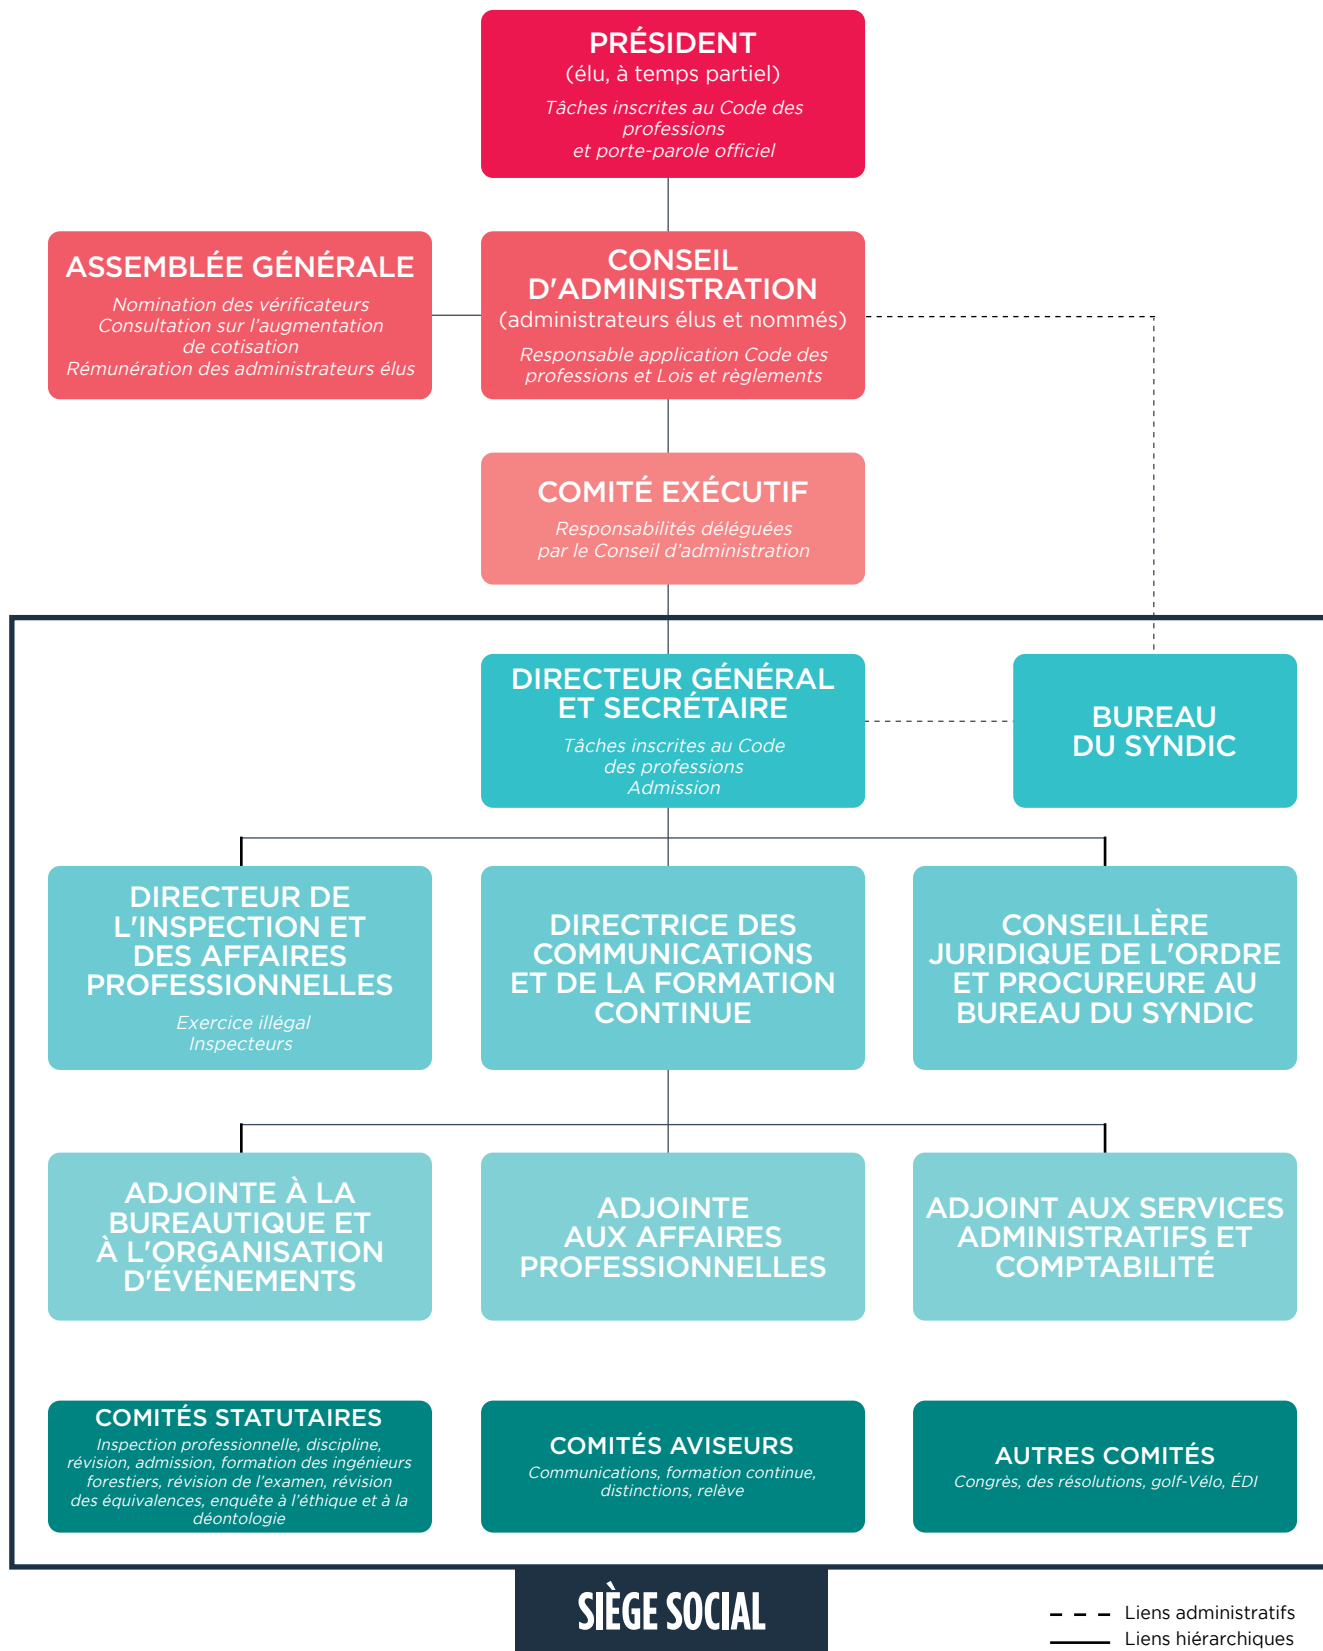 PRÉSIDENT
(élu, à temps partiel)
Tâches inscrites au Code des
professions
et porte-parole officiel
ASSEMBLÉE GÉNÉRALE
Nomination des vérificateurs
Consultation sur l'augmentation
de cotisation
Rémunération des administrateurs élus
CONSEIL
D'ADMINISTRATION
(administrateurs élus et nommés)
Responsable application Code des
professions et Lois et règlements
COMITÉ EXÉCUTIF
Responsabilités déléguées
par le Conseil d'administration
DIRECTEUR GÉNÉRAL
ET SECRÉTAIRE
Tâches inscrites au Code
des professions
Admission
BUREAU
DU SYNDIC
DIRECTEUR DE
L'INSPECTION ET
DES AFFAIRES
PROFESSIONNELLES
Exercice illégal
Inspecteurs
DIRECTRICE DES
COMMUNICATIONS
ET DE LA FORMATION
CONTINUE
CONSEILLÈRE
JURIDIQUE DE L'ORDRE
ET PROCUREURE AU
BUREAU DU SYNDIC
ADJOINTE À LA
BUREAUTIQUE ET
À L'ORGANISATION
D'ÉVÉNEMENTS
ADJOINTE
AUX AFFAIRES
PROFESSIONNELLES
ADJOINT AUX SERVICES
ADMINISTRATIFS ET
COMPTABILITÉ
COMITÉS STATUTAIRES
Inspection professionnelle, discipline,
révision, admission, formation des ingénieurs
forestiers, révision de l'examen, révision
des équivalences, enquête à l'éthique et à la
déontologie
COMITÉS AVISEURS
Communications, formation continue,
distinctions, relève
AUTRES COMITÉS
Congrès, des résolutions, golf-Vélo, ÉDI
SIÈGE SOCIAL
Liens administratifs
Liens hiérarchiques